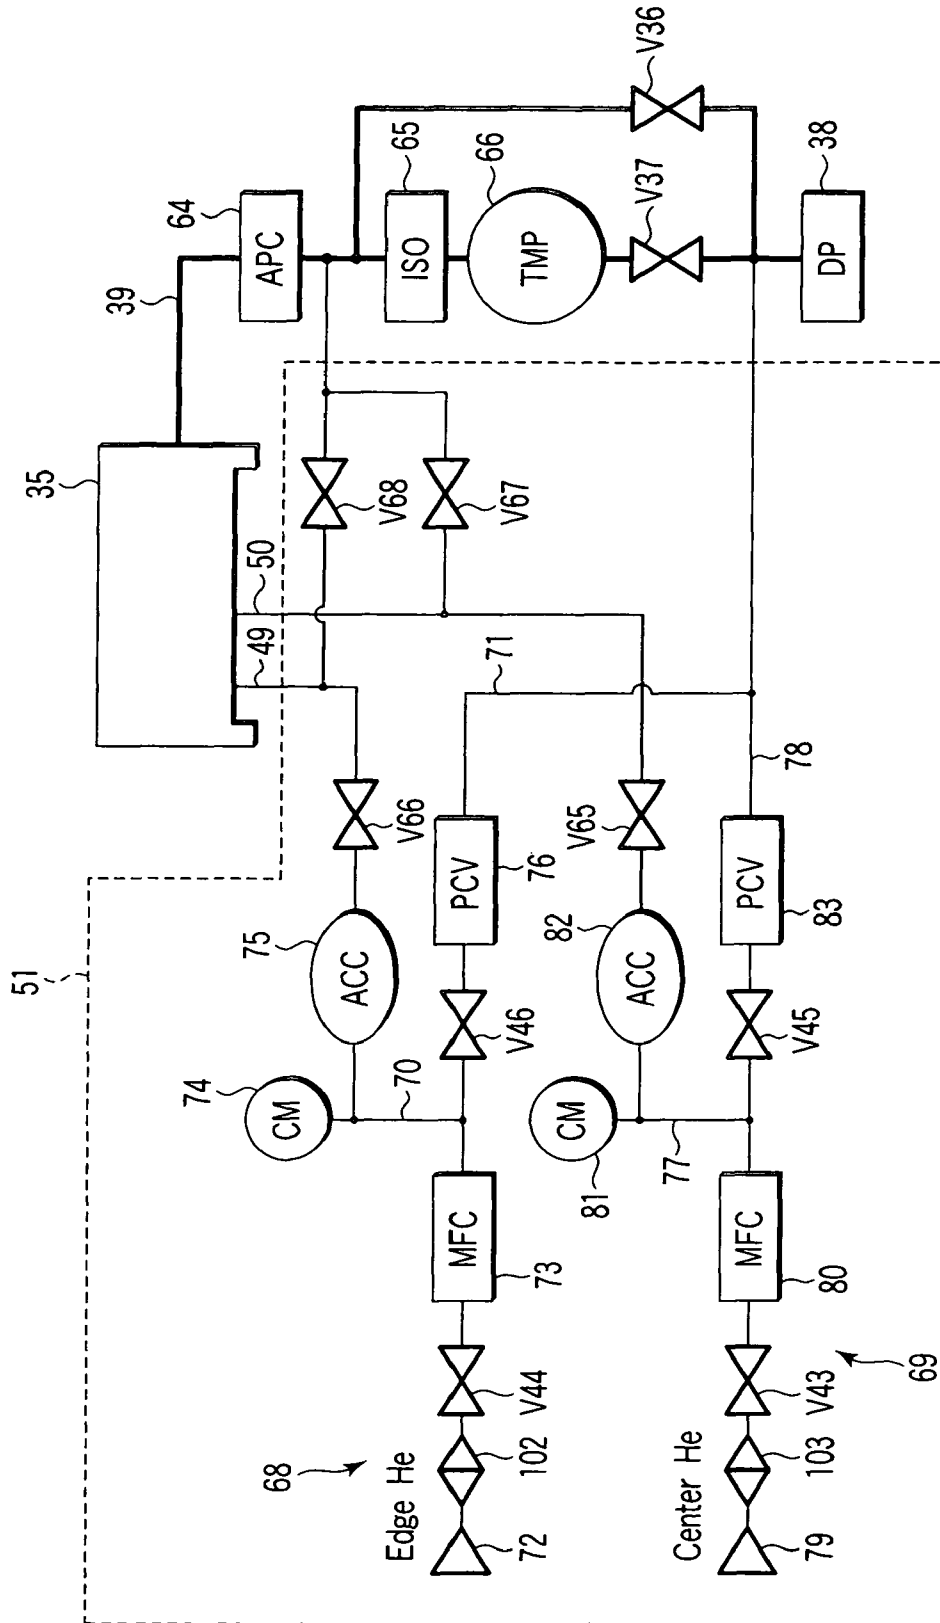 51
35
39
64
APC
65
ISO
66
TMP
V36
V37
38
DP
49
50
V68
V67
71
78
V66
V65
75
ACC
76
PCV
82
ACC
83
PCV
V46
V45
74
CM
70
81
CM
77
MFC
73
MFC
80
V44
V43
68
Edge He
102
72
69
Center He
103
79